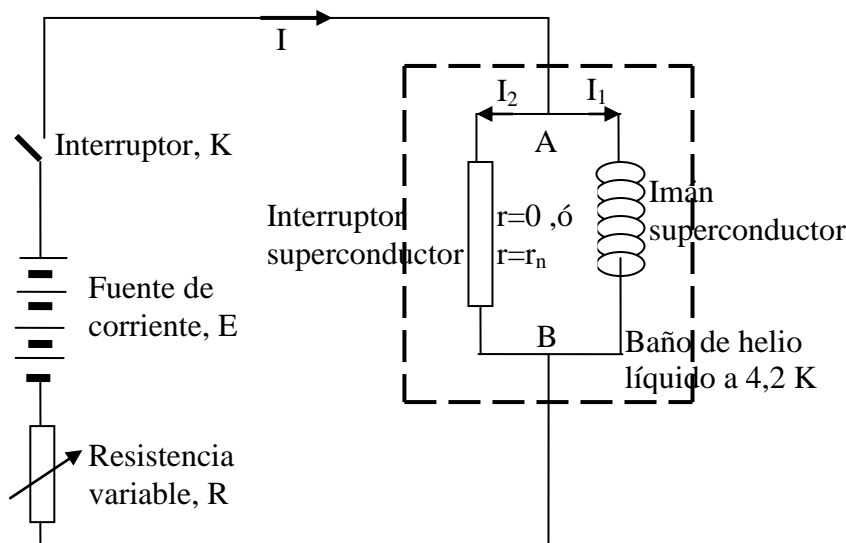 I
I₂
I₁
A
Interruptor, K
Interruptor
superconductor
r=0 ,ó
r=rₙ
Imán
superconductor
Fuente de
corriente, E
B
Baño de helio
líquido a 4,2 K
Resistencia
variable, R